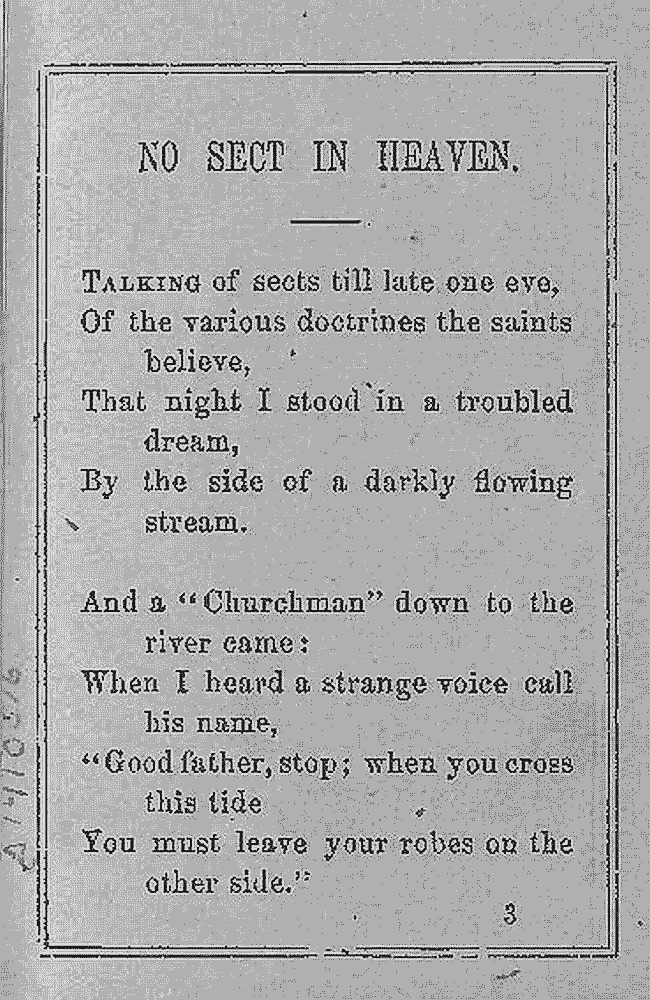 NO SECT IN HEAVEN.
TALKING of sects till late one eve,
Of the various doctrines the saints
believe,
That night I stood in a troubled
dream,
By the side of a darkly flowing
stream.
And a "Churchman" down to the
river came:
When I heard a strange voice call
his name,
"Good father, stop; when you cross
this tide
You must leave your robes on the
other side."
3